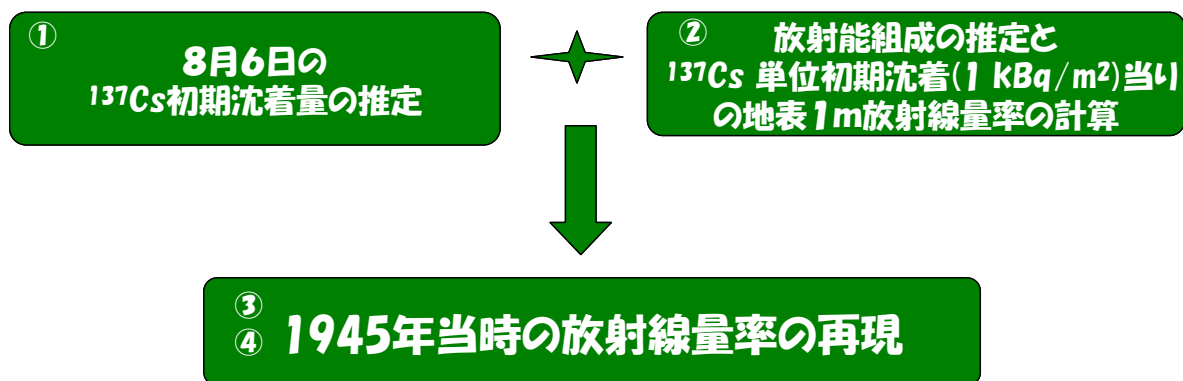 ①
8月6日の
¹³⁷Cs初期沈着量の推定
②
放射能組成の推定と
¹³⁷Cs 単位初期沈着(1 kBq/m²)当り
の地表1m放射線量率の計算
③
④
1945年当時の放射線量率の再現